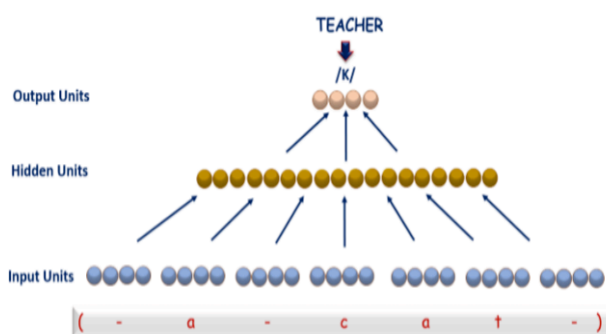 TEACHER
/K/
Output Units
Hidden Units
Input Units
( - a - c a t - )